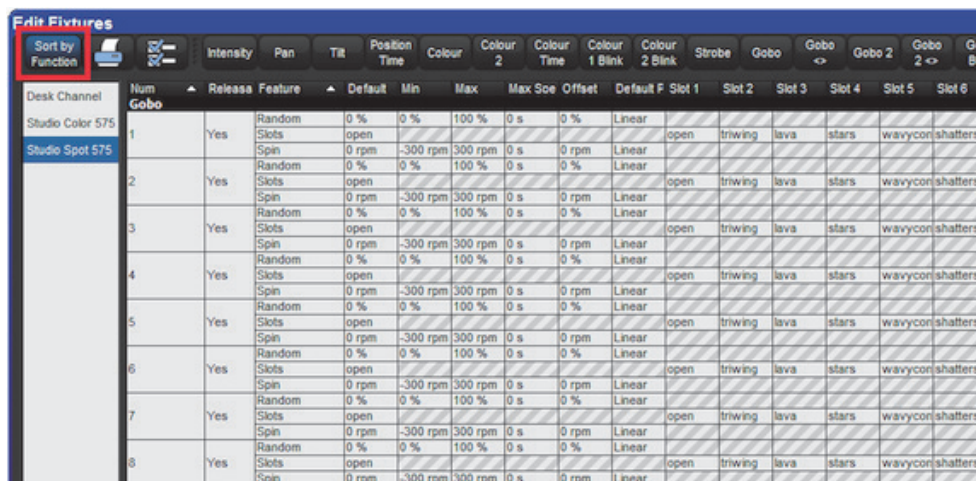 Edit Fixtures
Sort by Function Intensity Pan Tilt Position Time Colour Colour 2 Colour Time Colour 1 Blink Colour 2 Blink Strobe Gobo Gobo <> Gobo 2 Gobo 2 <>
Desk Channel
Studio Color 575
Studio Spot 575
Num Releasa Feature Default Min Max Max Soe Offset Default F Slot 1 Slot 2 Slot 3 Slot 4 Slot 5 Slot 6
Gobo
Random 0 % 0 % 100 % 0 s 0 % Linear
1 Yes Slots open open triwing lava stars wavycon shatters
Spin 0 rpm -300 rpm 300 rpm 0 s 0 rpm Linear
Random 0 % 0 % 100 % 0 s 0 % Linear
2 Yes Slots open open triwing lava stars wavycon shatters
Spin 0 rpm -300 rpm 300 rpm 0 s 0 rpm Linear
Random 0 % 0 % 100 % 0 s 0 % Linear
3 Yes Slots open open triwing lava stars wavycon shatters
Spin 0 rpm -300 rpm 300 rpm 0 s 0 rpm Linear
Random 0 % 0 % 100 % 0 s 0 % Linear
4 Yes Slots open open triwing lava stars wavycon shatters
Spin 0 rpm -300 rpm 300 rpm 0 s 0 rpm Linear
Random 0 % 0 % 100 % 0 s 0 % Linear
5 Yes Slots open open triwing lava stars wavycon shatters
Spin 0 rpm -300 rpm 300 rpm 0 s 0 rpm Linear
Random 0 % 0 % 100 % 0 s 0 % Linear
6 Yes Slots open open triwing lava stars wavycon shatters
Spin 0 rpm -300 rpm 300 rpm 0 s 0 rpm Linear
Random 0 % 0 % 100 % 0 s 0 % Linear
7 Yes Slots open open triwing lava stars wavycon shatters
Spin 0 rpm -300 rpm 300 rpm 0 s 0 rpm Linear
Random 0 % 0 % 100 % 0 s 0 % Linear
8 Yes Slots open open triwing lava stars wavycon shatters
Spin 0 rpm -300 rpm 300 rpm 0 s 0 rpm Linear